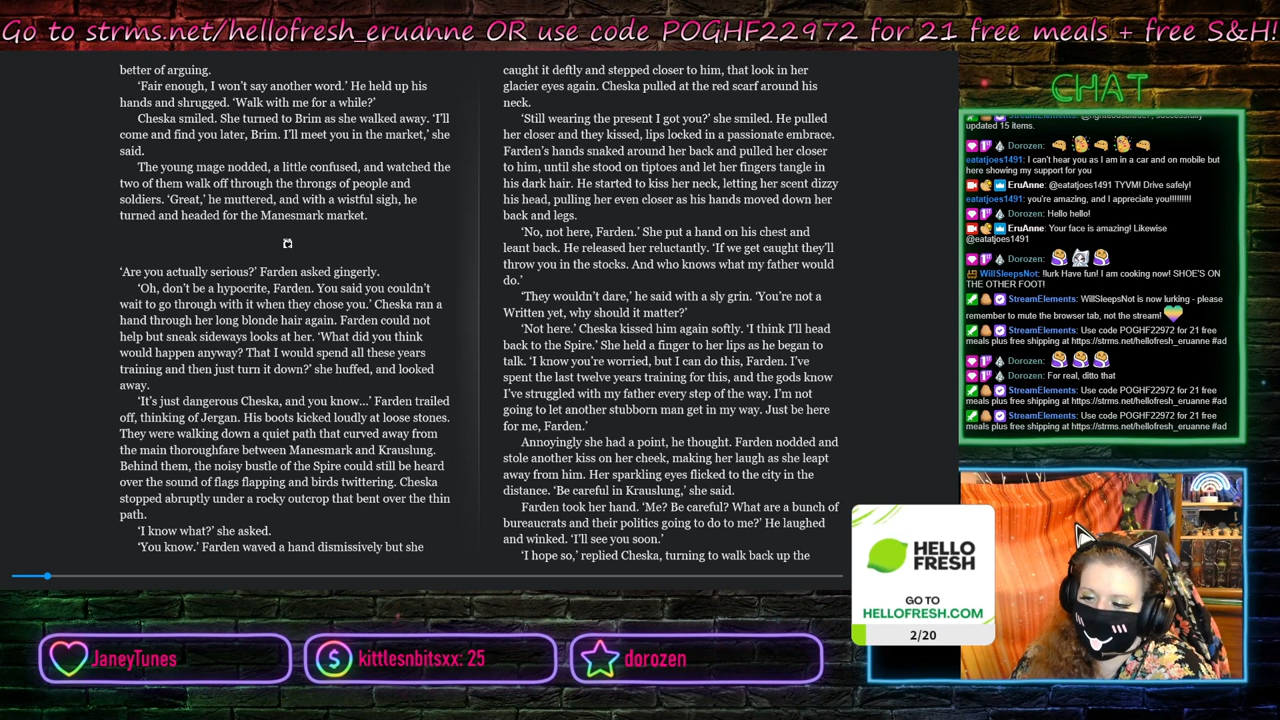 Go to strms.net/hellofresh_eruanne OR use code POGHF22972 for 21 free meals + free S&H!
better of arguing.
‘Fair enough, I won't say another word.’ He held up his
hands and shrugged. ‘Walk with me for a while?’
Cheska smiled. She turned to Brim as she walked away. ‘I'll
come and find you later, Brim. I'll meet you in the market,’ she
said.
The young mage nodded, a little confused, and watched the
two of them walk off through the throngs of people and
soldiers. ‘Great,’ he muttered, and with a wistful sigh, he
turned and headed for the Manesmark market.
‘Are you actually serious?’ Farden asked gingerly.
‘Oh, don't be a hypocrite, Farden. You said you couldn't
wait to go through with it when they chose you.’ Cheska ran a
hand through her long blonde hair again. Farden could not
help but sneak sideways looks at her. ‘What did you think
would happen anyway? That I would spend all these years
training and then just turn it down?’ she huffed, and looked
away.
‘It's just dangerous Cheska, and you know...’ Farden trailed
off, thinking of Jergan. His boots kicked loudly at loose stones.
They were walking down a quiet path that curved away from
the main thoroughfare between Manesmark and Krauslung.
Behind them, the noisy bustle of the Spire could still be heard
over the sound of flags flapping and birds twittering. Cheska
stopped abruptly under a rocky outcrop that bent over the thin
path.
‘I know what?’ she asked.
‘You know.’ Farden waved a hand dismissively but she
caught it deftly and stepped closer to him, that look in her
glacier eyes again. Cheska pulled at the red scarf around his
neck.
‘Still wearing the present I got you?’ she smiled. He pulled
her closer and they kissed, lips locked in a passionate embrace.
Farden's hands snaked around her back and pulled her closer
to him, until she stood on tiptoes and let her fingers tangle in
his dark hair. He started to kiss her neck, letting her scent dizzy
his head, pulling her even closer as his hands moved down her
back and legs.
‘No, not here, Farden.’ She put a hand on his chest and
leant back. He released her reluctantly. ‘If we get caught they'll
throw you in the stocks. And who knows what my father would
do.’
‘They wouldn't dare,’ he said with a sly grin. ‘You're not a
Written yet, why should it matter?’
‘Not here.’ Cheska kissed him again softly. ‘I think I'll head
back to the Spire.’ She held a finger to her lips as he began to
talk. ‘I know you're worried, but I can do this, Farden. I've
spent the last twelve years training for this, and the gods know
I've struggled with my father every step of the way. I'm not
going to let another stubborn man get in my way. Just be here
for me, Farden.’
Annoyingly she had a point, he thought. Farden nodded and
stole another kiss on her cheek, making her laugh as she leapt
away from him. Her sparkling eyes flicked to the city in the
distance. ‘Be careful in Krauslung,’ she said.
Farden took her hand. ‘Me? Be careful? What are a bunch of
bureaucrats and their politics going to do to me?’ He laughed
and winked. ‘I'll see you soon.’
‘I hope so,’ replied Cheska, turning to walk back up the
CHAT
updated 15 items.
Dorozen:
eatatjoes1491: I can't hear you as I am in a car and on mobile but
here showing my support for you
EruAnne: @eatatjoes1491 TYVM! Drive safely!
eatatjoes1491: you're amazing, and I appreciate you!!!!!!!!!
Dorozen: Hello hello!
EruAnne: Your face is amazing! Likewise
@eatatjoes1491
Dorozen:
WillSleepsNot: !lurk Have fun! I am cooking now! SHOE'S ON
THE OTHER FOOT!
StreamElements: WillSleepsNot is now lurking - please
remember to mute the browser tab, not the stream!
StreamElements: Use code POGHF22972 for 21 free
meals plus free shipping at https://strms.net/hellofresh_eruanne #ad
Dorozen:
Dorozen: For real, ditto that
StreamElements: Use code POGHF22972 for 21 free
meals plus free shipping at https://strms.net/hellofresh_eruanne #ad
StreamElements: Use code POGHF22972 for 21 free
meals plus free shipping at https://strms.net/hellofresh_eruanne #ad
HELLO
FRESH
GO TO
HELLOFRESH.COM
2/20
JaneyTunes
$
kittlesnbitsxx: 25
dorozen